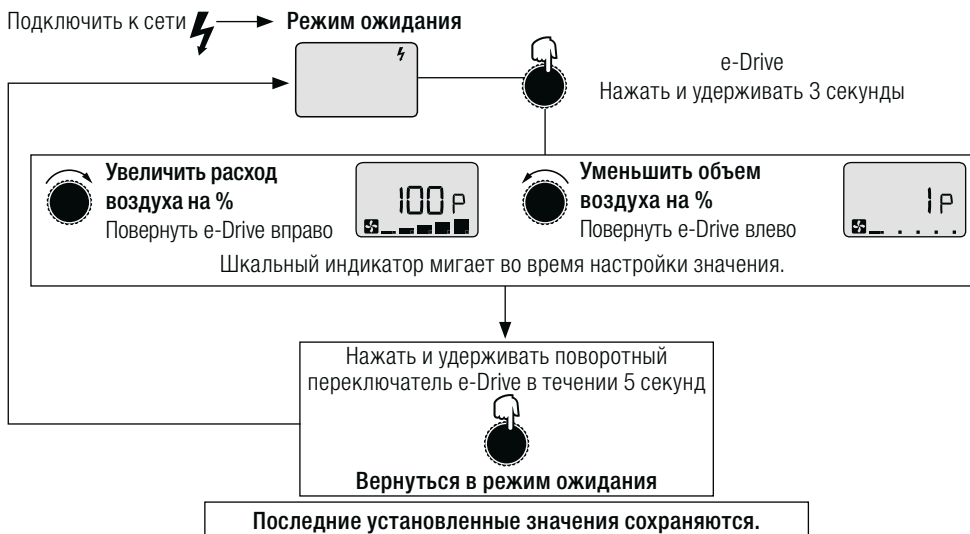 Подключить к сети
Режим ожидания
e-Drive
Нажать и удерживать 3 секунды
Увеличить расход
воздуха на %
Повернуть e-Drive вправо
100 P
Уменьшить объем
воздуха на %
Повернуть e-Drive влево
1 P
Шкальный индикатор мигает во время настройки значения.
Нажать и удерживать поворотный
переключатель e-Drive в течении 5 секунд
Вернуться в режим ожидания
Последние установленные значения сохраняются.